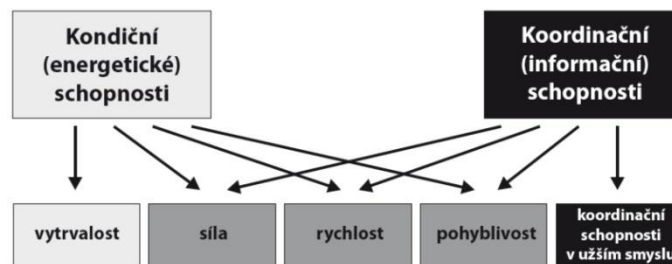 Kondiční
(energetické)
schopnosti
Koordinační
(informační)
schopnosti
vytrvalost
síla
rychlost
pohyblivost
koordinační
schopnosti
v užším smyslu